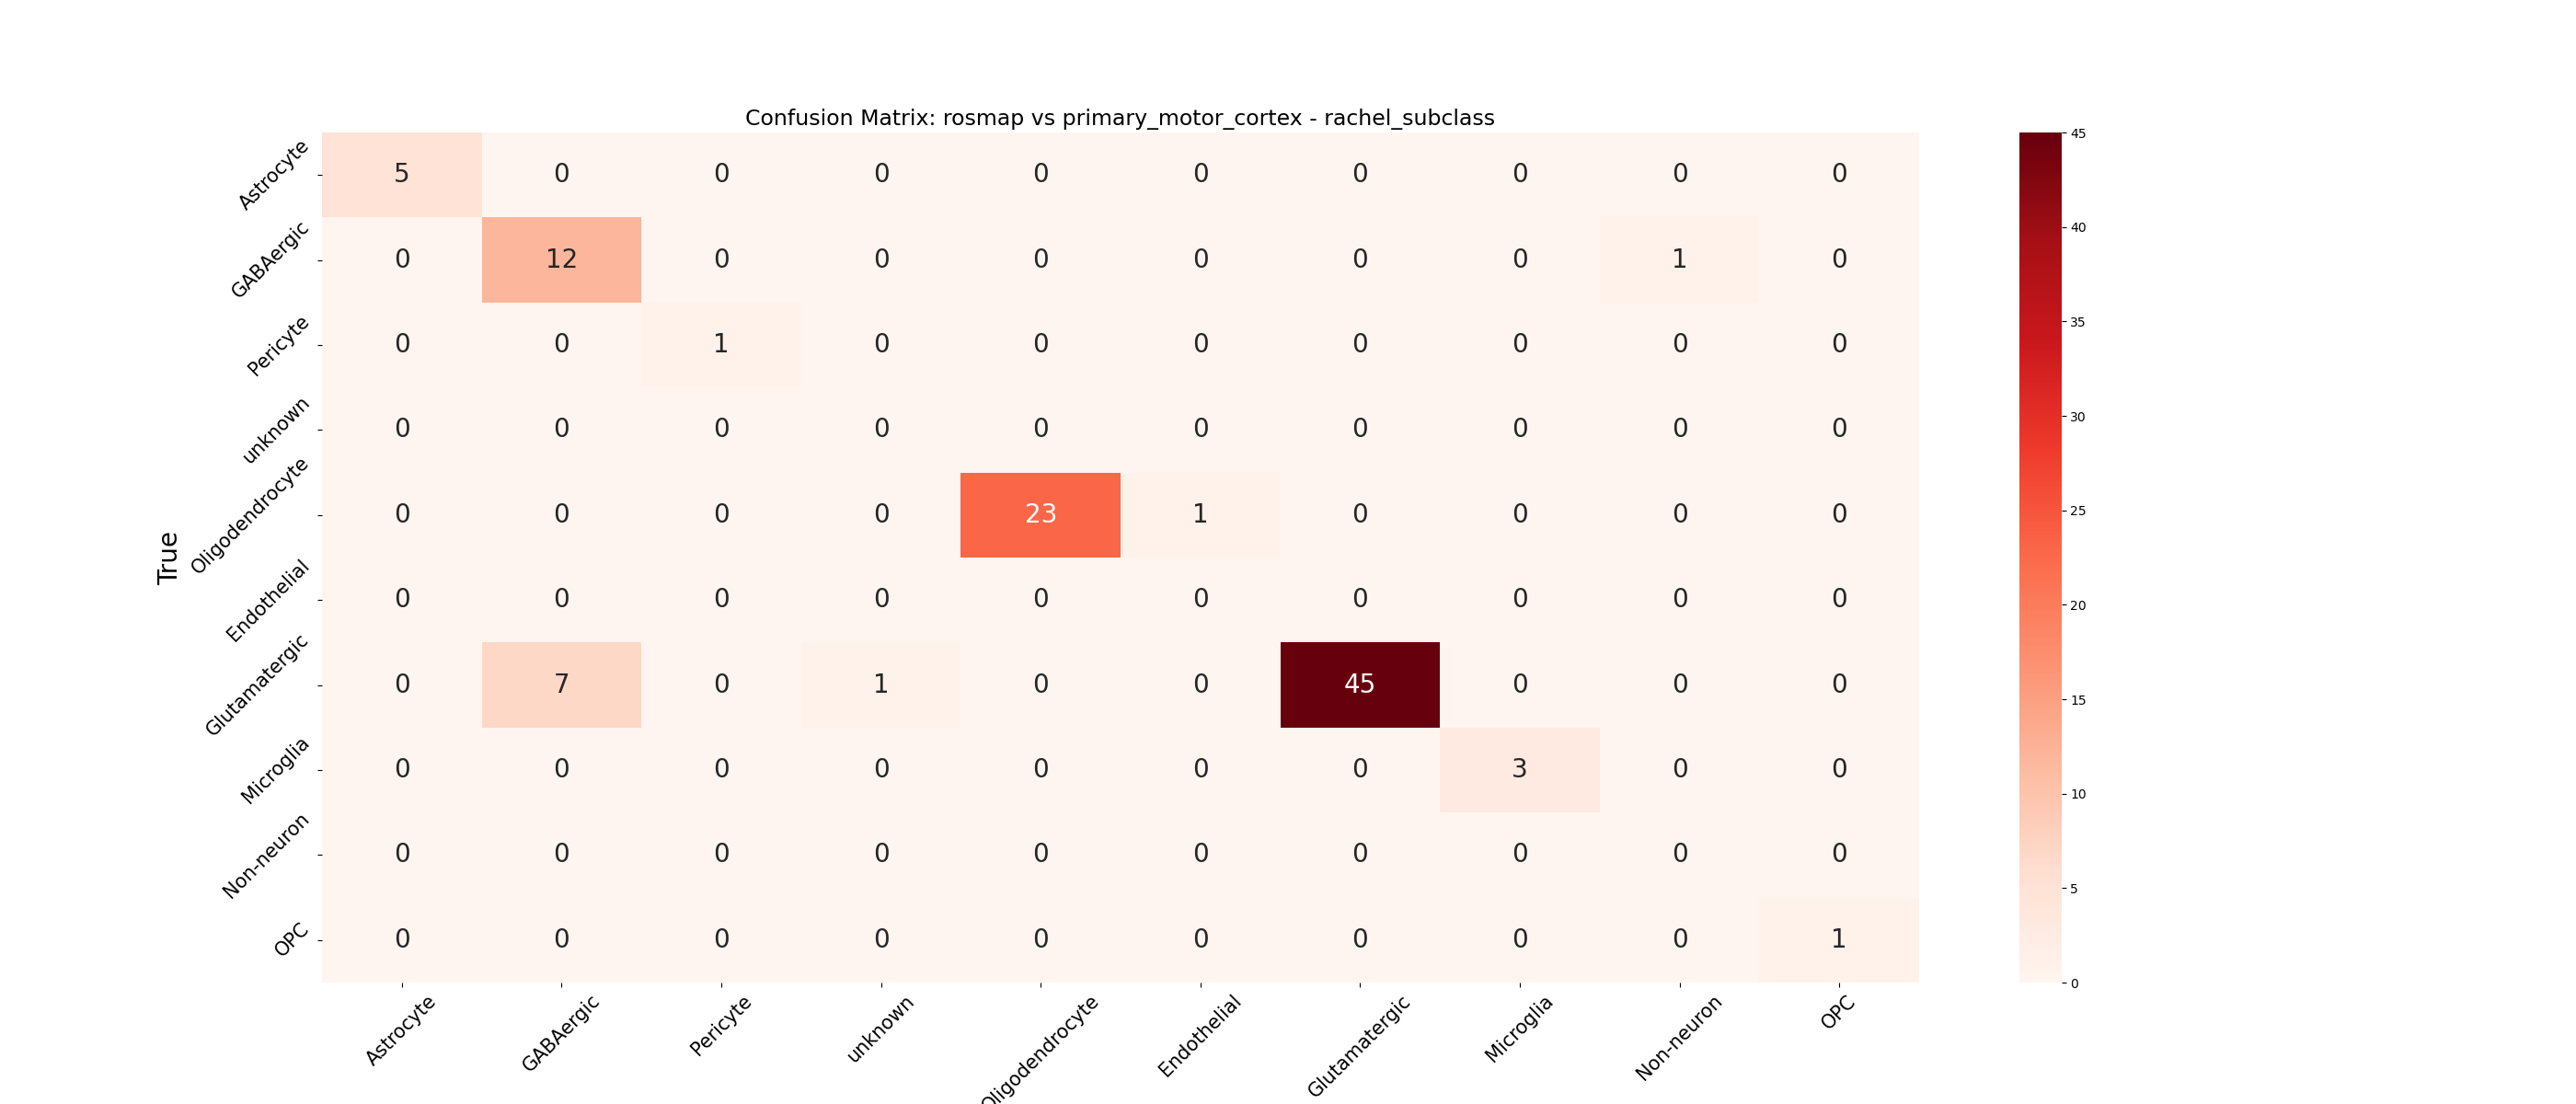 Confusion Matrix: rosmap vs primary_motor_cortex - rachel_subclass
True
Astrocyte 5 0 0 0 0 0 0 0 0 0
GABAergic 0 12 0 0 0 0 0 0 1 0
Pericyte 0 0 1 0 0 0 0 0 0 0
unknown 0 0 0 0 0 0 0 0 0 0
Oligodendrocyte 0 0 0 0 23 1 0 0 0 0
Endothelial 0 0 0 0 0 0 0 0 0 0
Glutamatergic 0 7 0 1 0 0 45 0 0 0
Microglia 0 0 0 0 0 0 0 3 0 0
Non-neuron 0 0 0 0 0 0 0 0 0 0
OPC 0 0 0 0 0 0 0 0 0 1
Astrocyte GABAergic Pericyte unknown Oligodendrocyte Endothelial Glutamatergic Microglia Non-neuron OPC
45
40
35
30
25
20
15
10
5
0